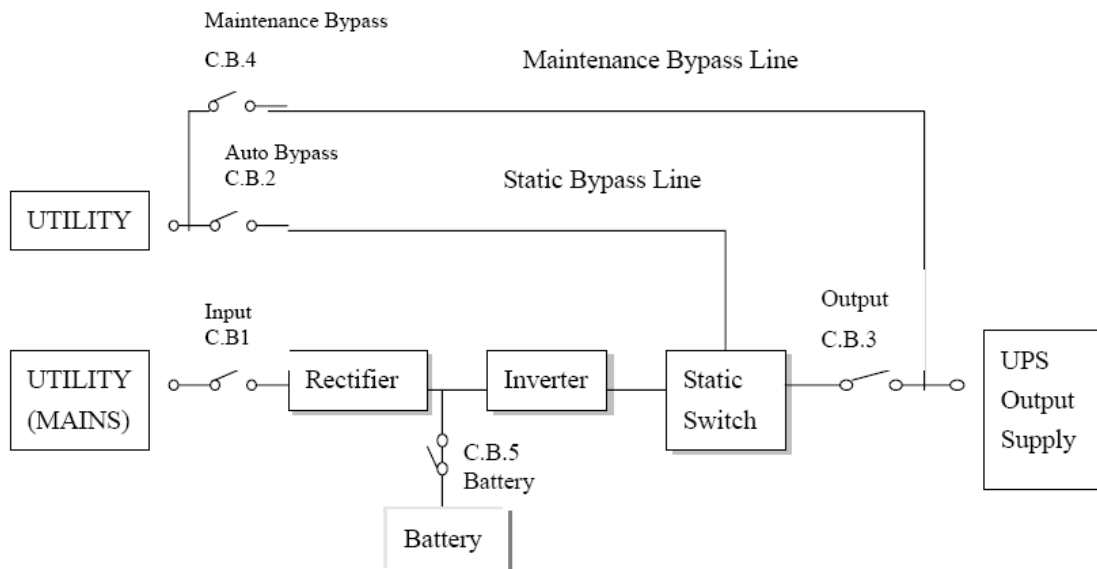 Maintenance Bypass
C.B.4
Maintenance Bypass Line
Auto Bypass
C.B.2
Static Bypass Line
UTILITY
Input
C.B1
Output
C.B.3
UTILITY
(MAINS)
Rectifier
Inverter
Static
Switch
UPS
Output
Supply
C.B.5
Battery
Battery